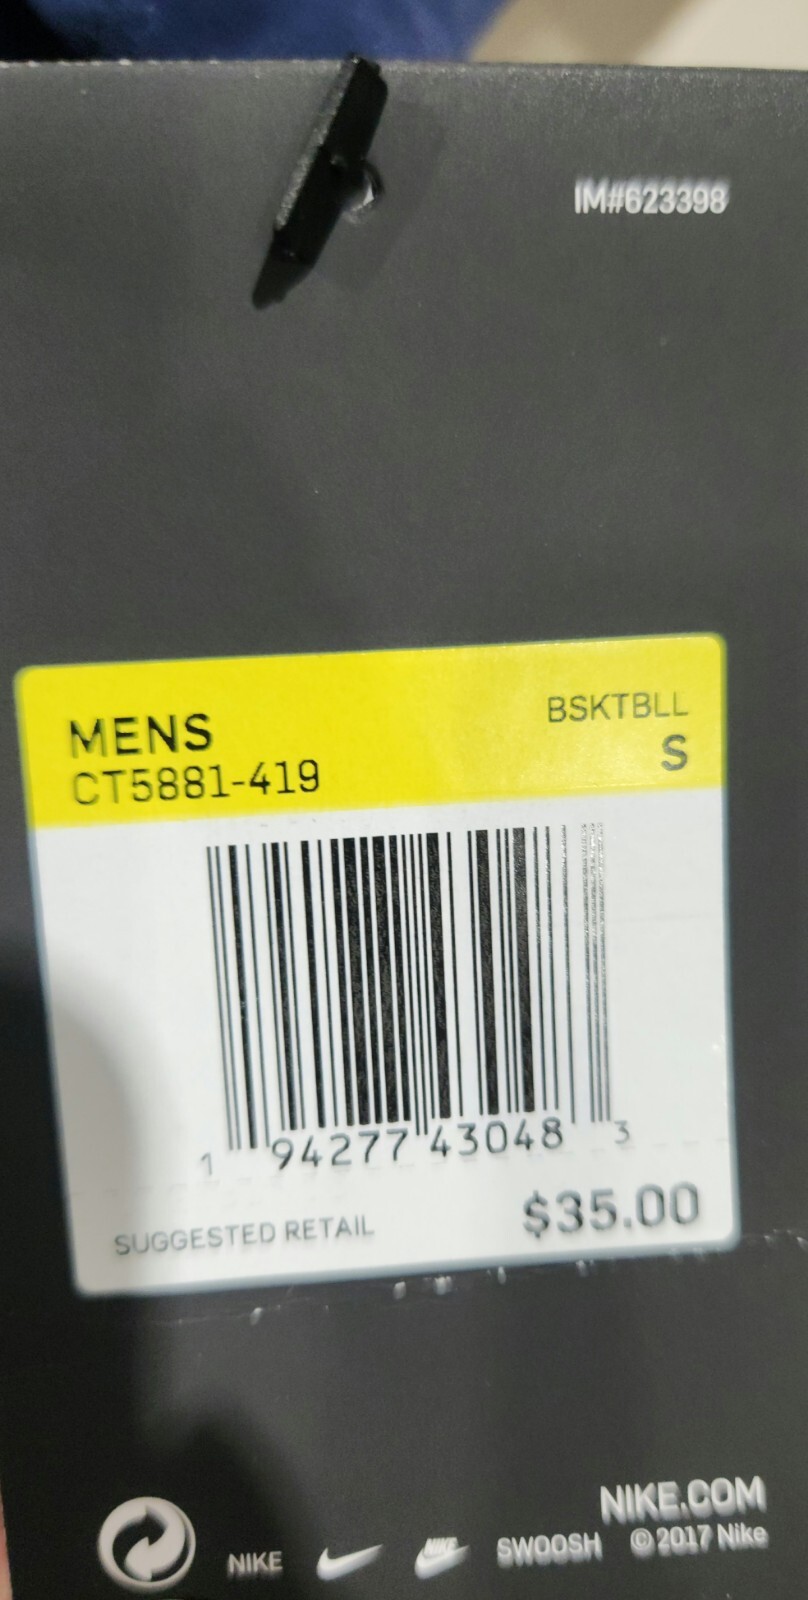 IM#623398
MENS
BSKTBLL
CT5881-419
S
1 94277 43048 3
SUGGESTED RETAIL
$35.00
NIKE.COM
NIKE NIKE SWOOSH © 2017 Nike